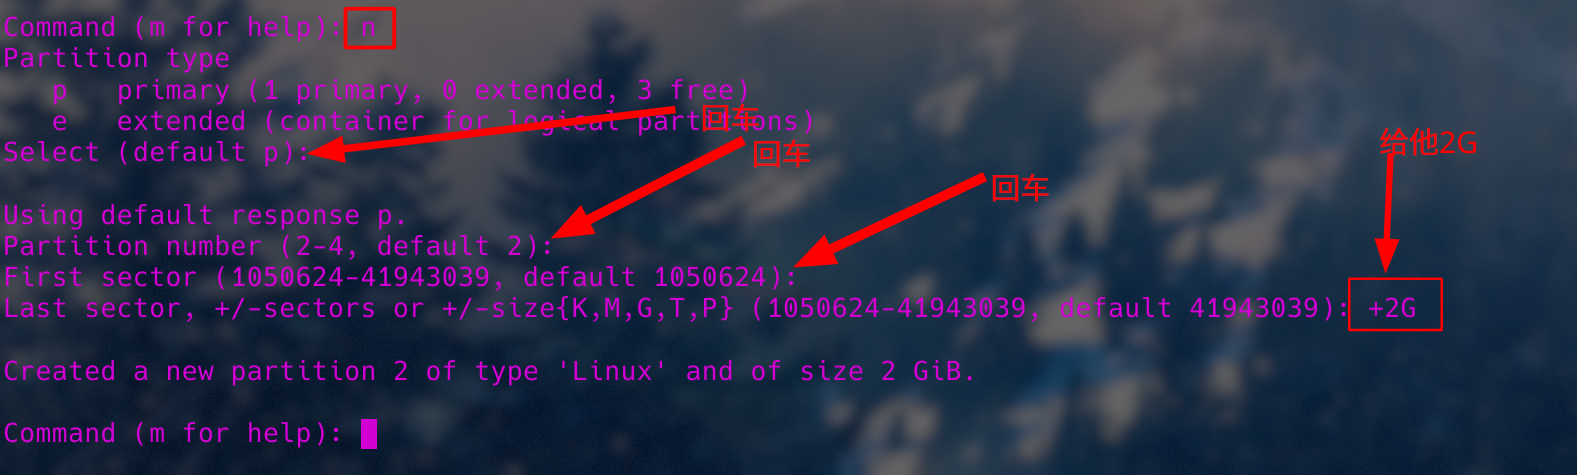 Command (m for help): n
Partition type
p primary (1 primary, 0 extended, 3 free)
回车
e extended (container for logical partitions)
给他2G
Select (default p):
回车
回车
Using default response p.
Partition number (2-4, default 2):
First sector (1050624-41943039, default 1050624):
Last sector, +/-sectors or +/-size{K,M,G,T,P} (1050624-41943039, default 41943039): +2G
Created a new partition 2 of type 'Linux' and of size 2 GiB.
Command (m for help):